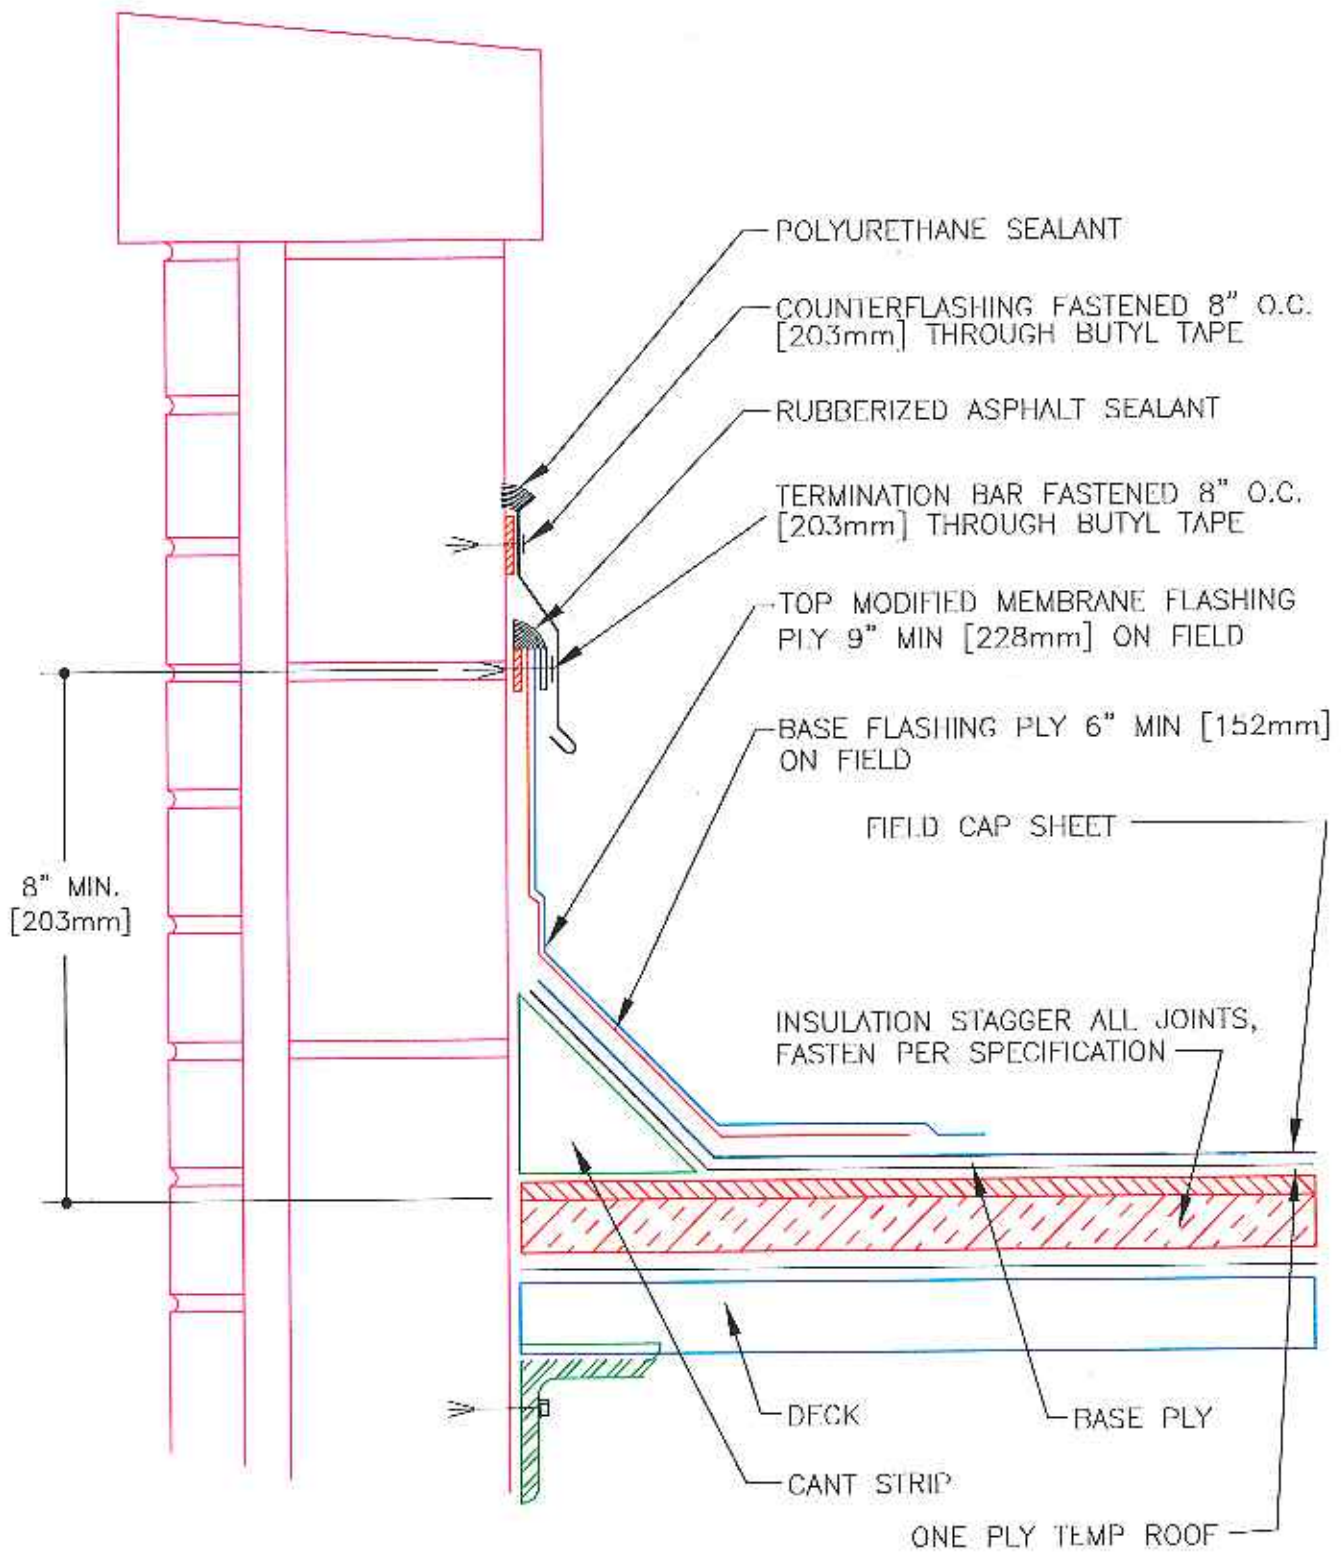 POLYURETHANE SEALANT
COUNTERFLASHING FASTENED 8" O.C.
[203mm] THROUGH BUTYL TAPE
RUBBERIZED ASPHALT SEALANT
TERMINATION BAR FASTENED 8" O.C.
[203mm] THROUGH BUTYL TAPE
TOP MODIFIED MEMBRANE FLASHING
PLY 9" MIN [228mm] ON FIELD
BASE FLASHING PLY 6" MIN [152mm]
ON FIELD
FIELD CAP SHEET
8" MIN.
[203mm]
INSULATION STAGGER ALL JOINTS,
FASTEN PER SPECIFICATION
DECK
BASE PLY
CANT STRIP
ONE PLY TEMP ROOF